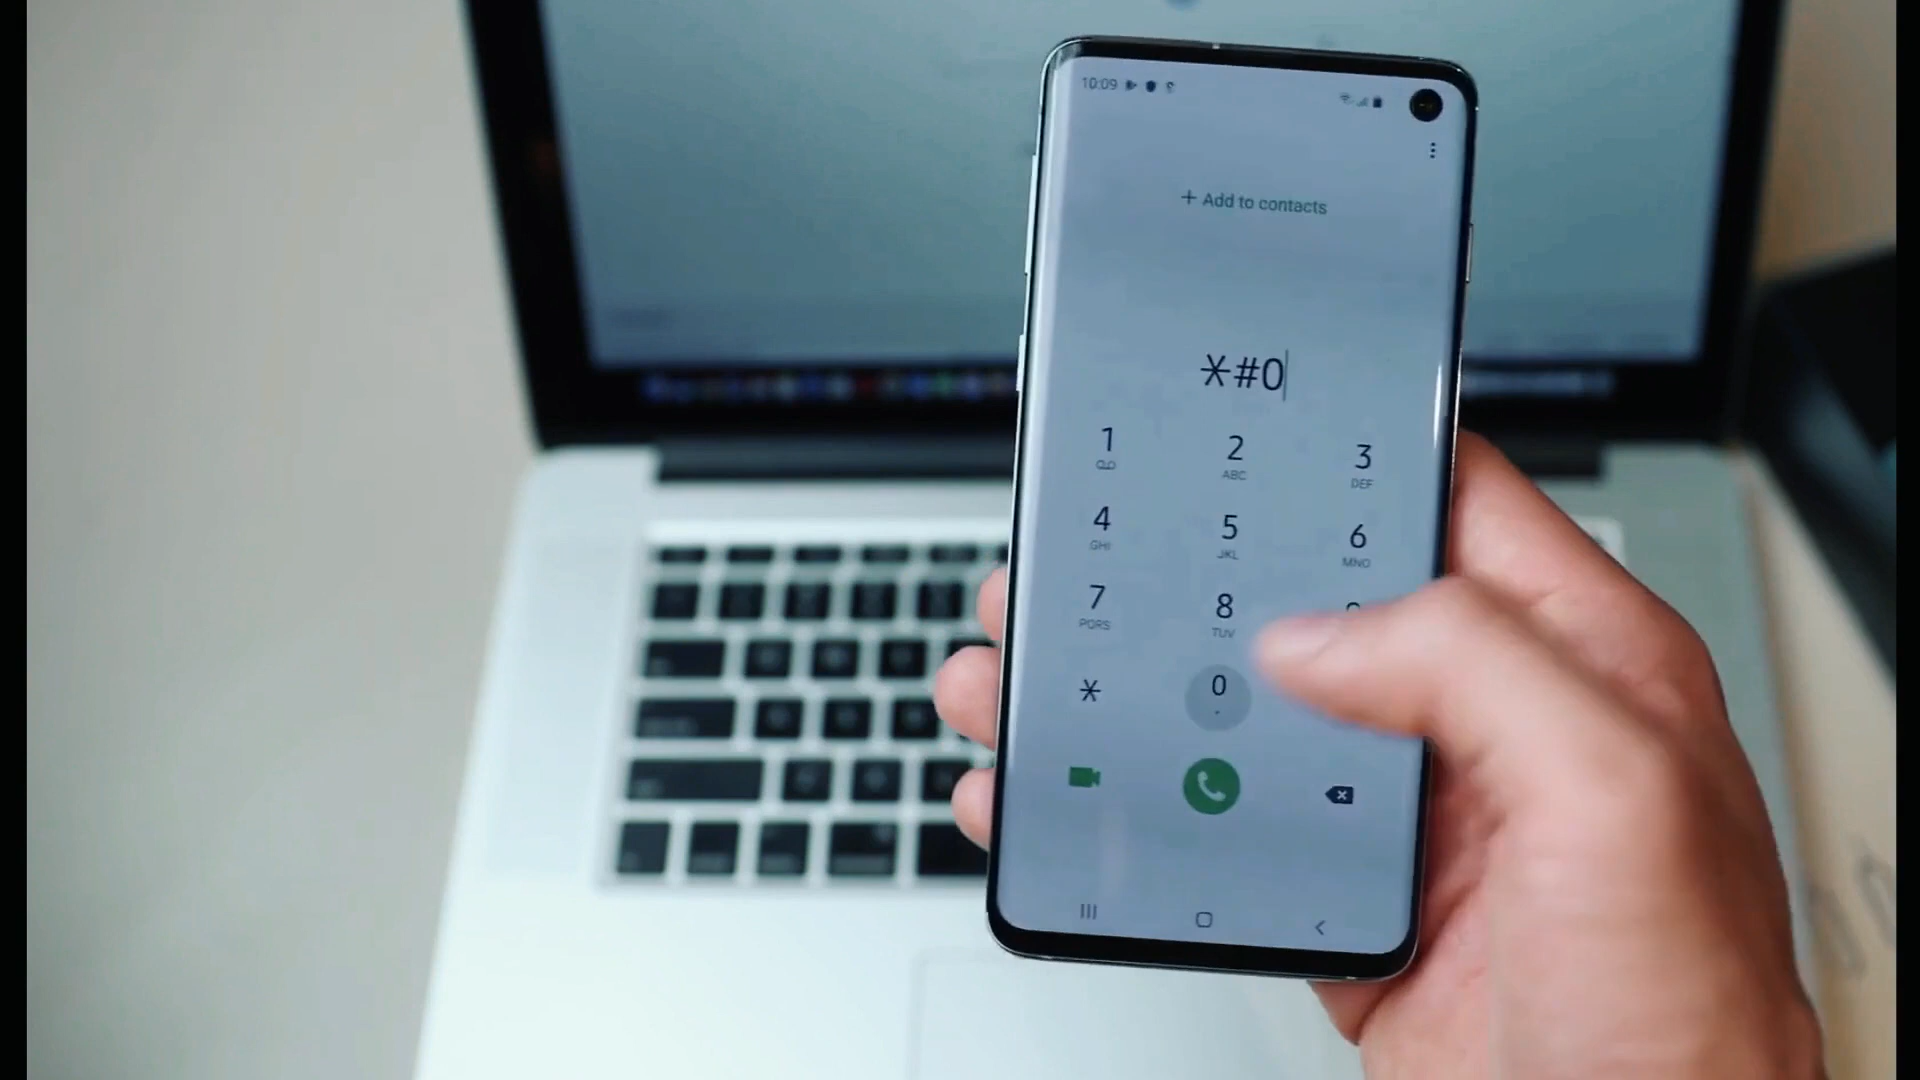 10:09
+ Add to contacts
*#0
1 2 3
ABC DEF
4 5 6
GHI JKL MNO
7 8
PQRS TUV
* 0